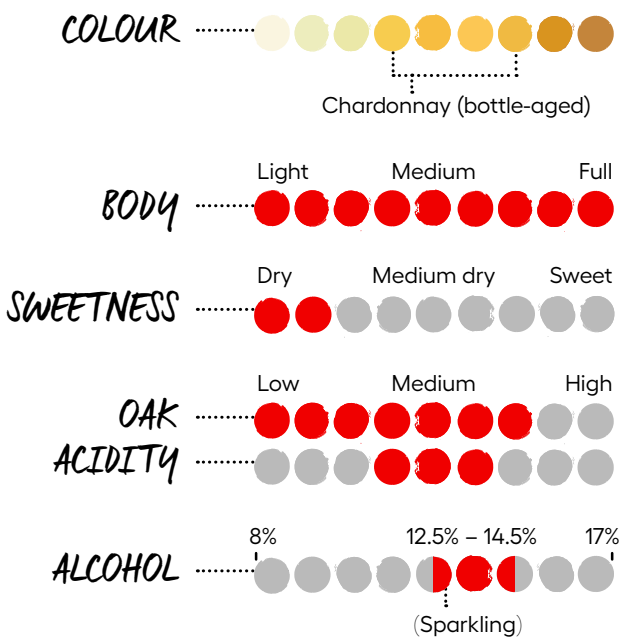 COLOUR
Chardonnay (bottle-aged)
Light Medium Full
BODY
Dry Medium dry Sweet
SWEETNESS
Low Medium High
OAK
ACIDITY
8% 12.5% – 14.5% 17%
ALCOHOL
(Sparkling)